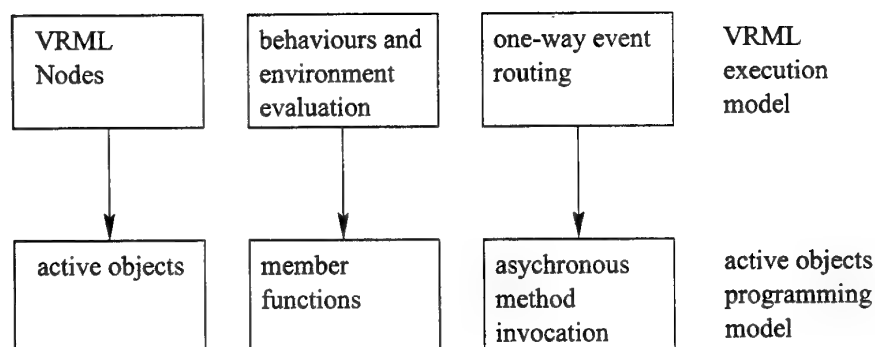 VRML
Nodes
behaviours and
environment
evaluation
one-way event
routing
VRML
execution
model
active objects
member
functions
asychronous
method
invocation
active objects
programming
model